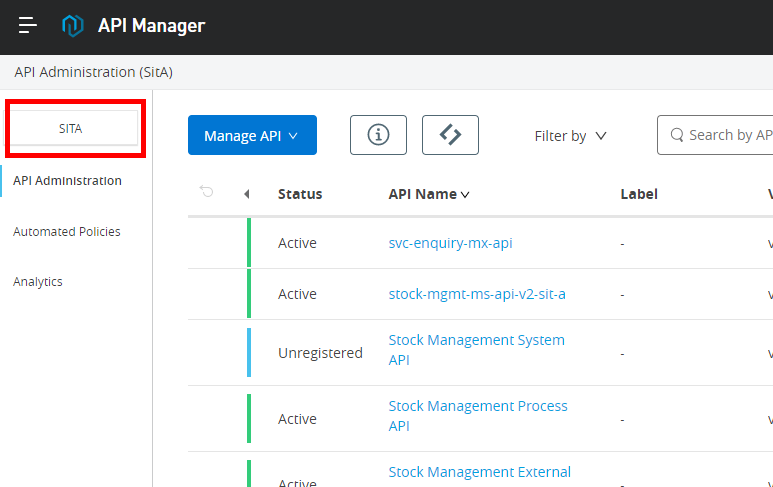 API Manager
API Administration (SitA)
SITA
API Administration
Automated Policies
Analytics
Manage API
Filter by
Search by AP
Status API Name Label V
Active svc-enquiry-mx-api - v
Active stock-mgmt-ms-api-v2-sit-a - v
Unregistered Stock Management System API - v
Active Stock Management Process API - v
Active Stock Management External -